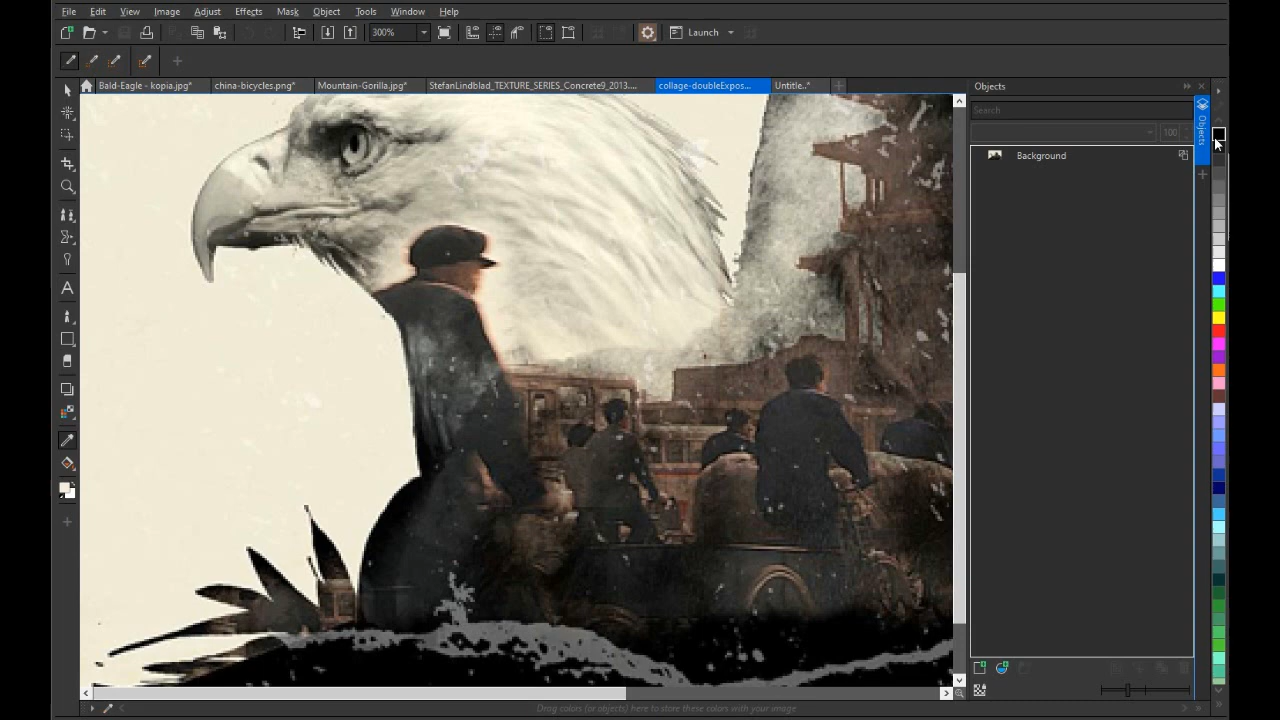 File Edit View Image Adjust Effects Mask Object Tools Window Help
300% Launch
Bald-Eagle - kopia.jpg* china-bicycles.png* Mountain-Gorilla.jpg* StefanLindblad_TEXTURE_SERIES_Concrete9_2013.... collage-doubleExpos... Untitle..* Objects
Search
100
Objects
Background
Drag colors (or objects) here to store these colors with your image